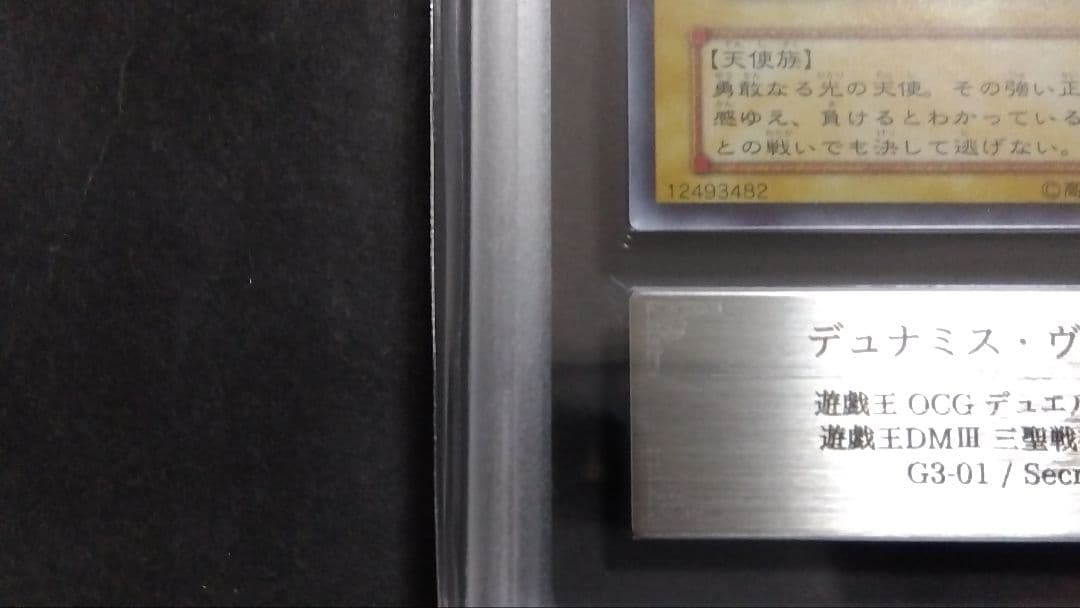 【天使族】
勇敢なる光の天使。その強い正
感ゆえ、負けるとわかっている
との戦いでも決して逃げない。
12493482
©高
デュナミス・ヴ
遊戯王 OCG デュエル
遊戯王DMⅢ 三聖戦
G3-01 / Secr